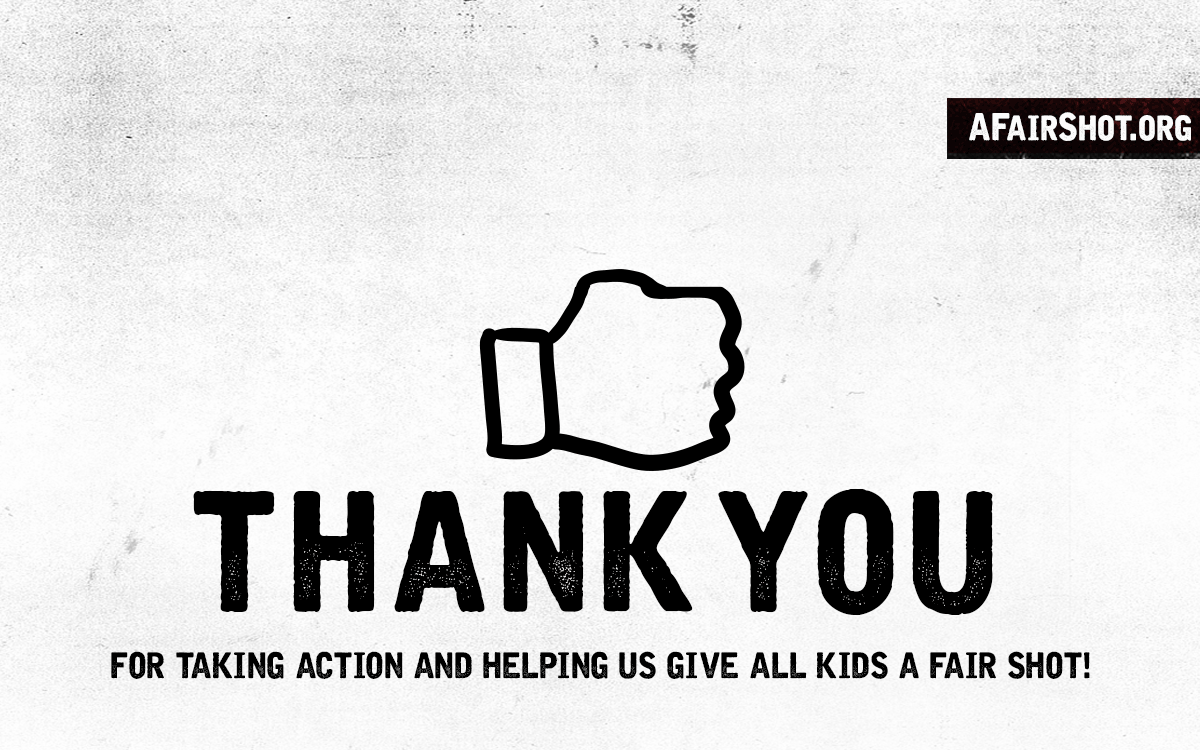 AFAIRSHOT.ORG
THANK YOU
FOR TAKING ACTION AND HELPING US GIVE ALL KIDS A FAIR SHOT!